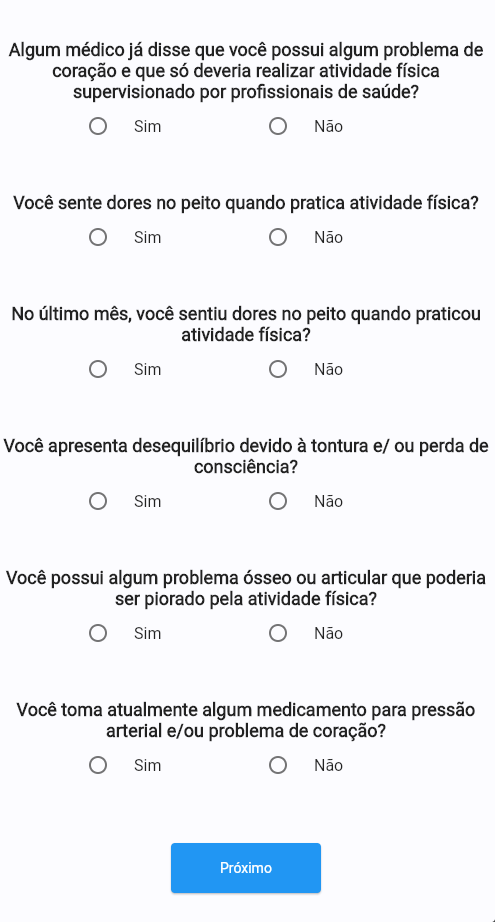 Algum médico já disse que você possui algum problema de
coração e que só deveria realizar atividade física
supervisionado por profissionais de saúde?
Sim Não
Você sente dores no peito quando pratica atividade física?
Sim Não
No último mês, você sentiu dores no peito quando praticou
atividade física?
Sim Não
Você apresenta desequilíbrio devido à tontura e/ ou perda de
consciência?
Sim Não
Você possui algum problema ósseo ou articular que poderia
ser piorado pela atividade física?
Sim Não
Você toma atualmente algum medicamento para pressão
arterial e/ou problema de coração?
Sim Não
Próximo